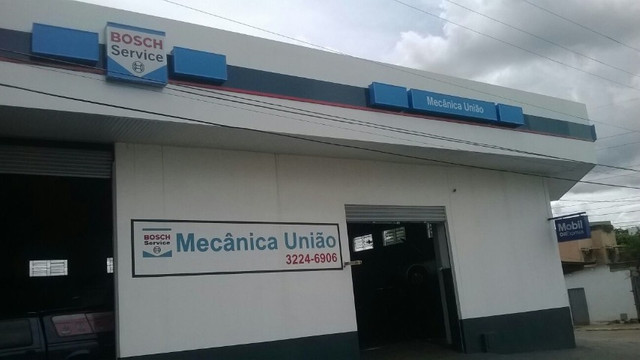 BOSCH
Service
Mecânica União
BOSCH
Service
Mecânica União
3224-6906
Mobil